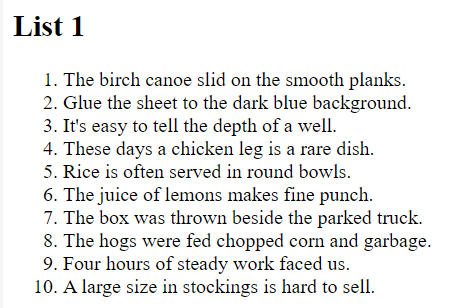 List 1
1. The birch canoe slid on the smooth planks.
2. Glue the sheet to the dark blue background.
3. It's easy to tell the depth of a well.
4. These days a chicken leg is a rare dish.
5. Rice is often served in round bowls.
6. The juice of lemons makes fine punch.
7. The box was thrown beside the parked truck.
8. The hogs were fed chopped corn and garbage.
9. Four hours of steady work faced us.
10. A large size in stockings is hard to sell.